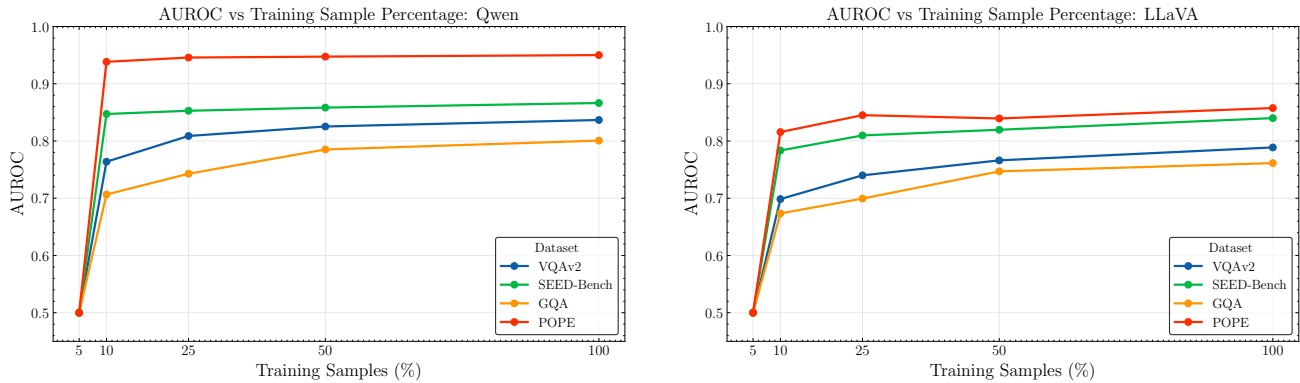 AUROC vs Training Sample Percentage: Qwen
1.0
0.9
0.8
0.7
0.6
0.5
AUROC
5 10 25 50 100
Training Samples (%)
Dataset
VQAv2
SEED-Bench
GQA
POPE
AUROC vs Training Sample Percentage: LLaVA
1.0
0.9
0.8
0.7
0.6
0.5
AUROC
5 10 25 50 100
Training Samples (%)
Dataset
VQAv2
SEED-Bench
GQA
POPE